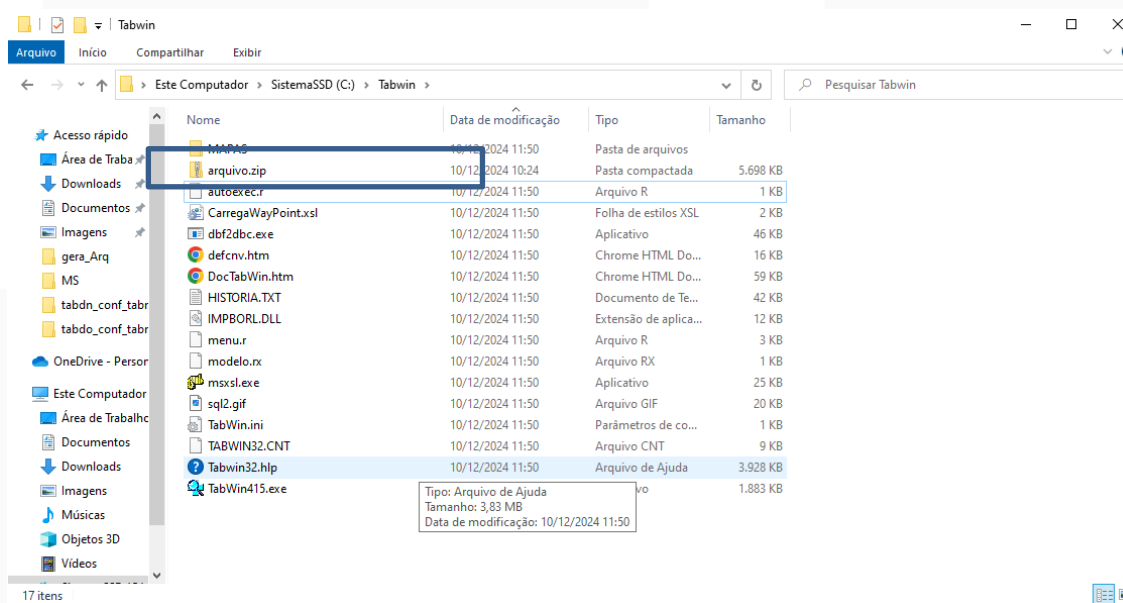 Tabwin
Arquivo Início Compartilhar Exibir
Este Computador > SistemaSSD (C:) > Tabwin >
Pesquisar Tabwin
Nome Data de modificação Tipo Tamanho
MAPAS 10/12/2024 11:50 Pasta de arquivos
arquivo.zip 10/12/2024 10:24 Pasta compactada 5.698 KB
autoexec.r 10/12/2024 11:50 Arquivo R 1 KB
CarregaWayPoint.xsl 10/12/2024 11:50 Folha de estilos XSL 2 KB
dbf2dbc.exe 10/12/2024 11:50 Aplicativo 46 KB
defcnv.htm 10/12/2024 11:50 Chrome HTML Do... 16 KB
DocTabWin.htm 10/12/2024 11:50 Chrome HTML Do... 59 KB
HISTORIA.TXT 10/12/2024 11:50 Documento de Te... 42 KB
IMPBORL.DLL 10/12/2024 11:50 Extensão de aplica... 12 KB
menu.r 10/12/2024 11:50 Arquivo R 3 KB
modelo.rx 10/12/2024 11:50 Arquivo RX 1 KB
msxsl.exe 10/12/2024 11:50 Aplicativo 25 KB
sql2.gif 10/12/2024 11:50 Arquivo GIF 20 KB
TabWin.ini 10/12/2024 11:50 Parâmetros de co... 1 KB
TABWIN32.CNT 10/12/2024 11:50 Arquivo CNT 9 KB
Tabwin32.hlp 10/12/2024 11:50 Arquivo de Ajuda 3.928 KB
TabWin415.exe vo 1.883 KB
Tipo: Arquivo de Ajuda
Tamanho: 3,83 MB
Data de modificação: 10/12/2024 11:50
Acesso rápido
Área de Traba
Downloads
Documentos
Imagens
gera_Arq
MS
tabdn_conf_tabr
tabdo_conf_tabr
OneDrive - Person
Este Computador
Área de Trabalho
Documentos
Downloads
Imagens
Músicas
Objetos 3D
Vídeos
17 itens